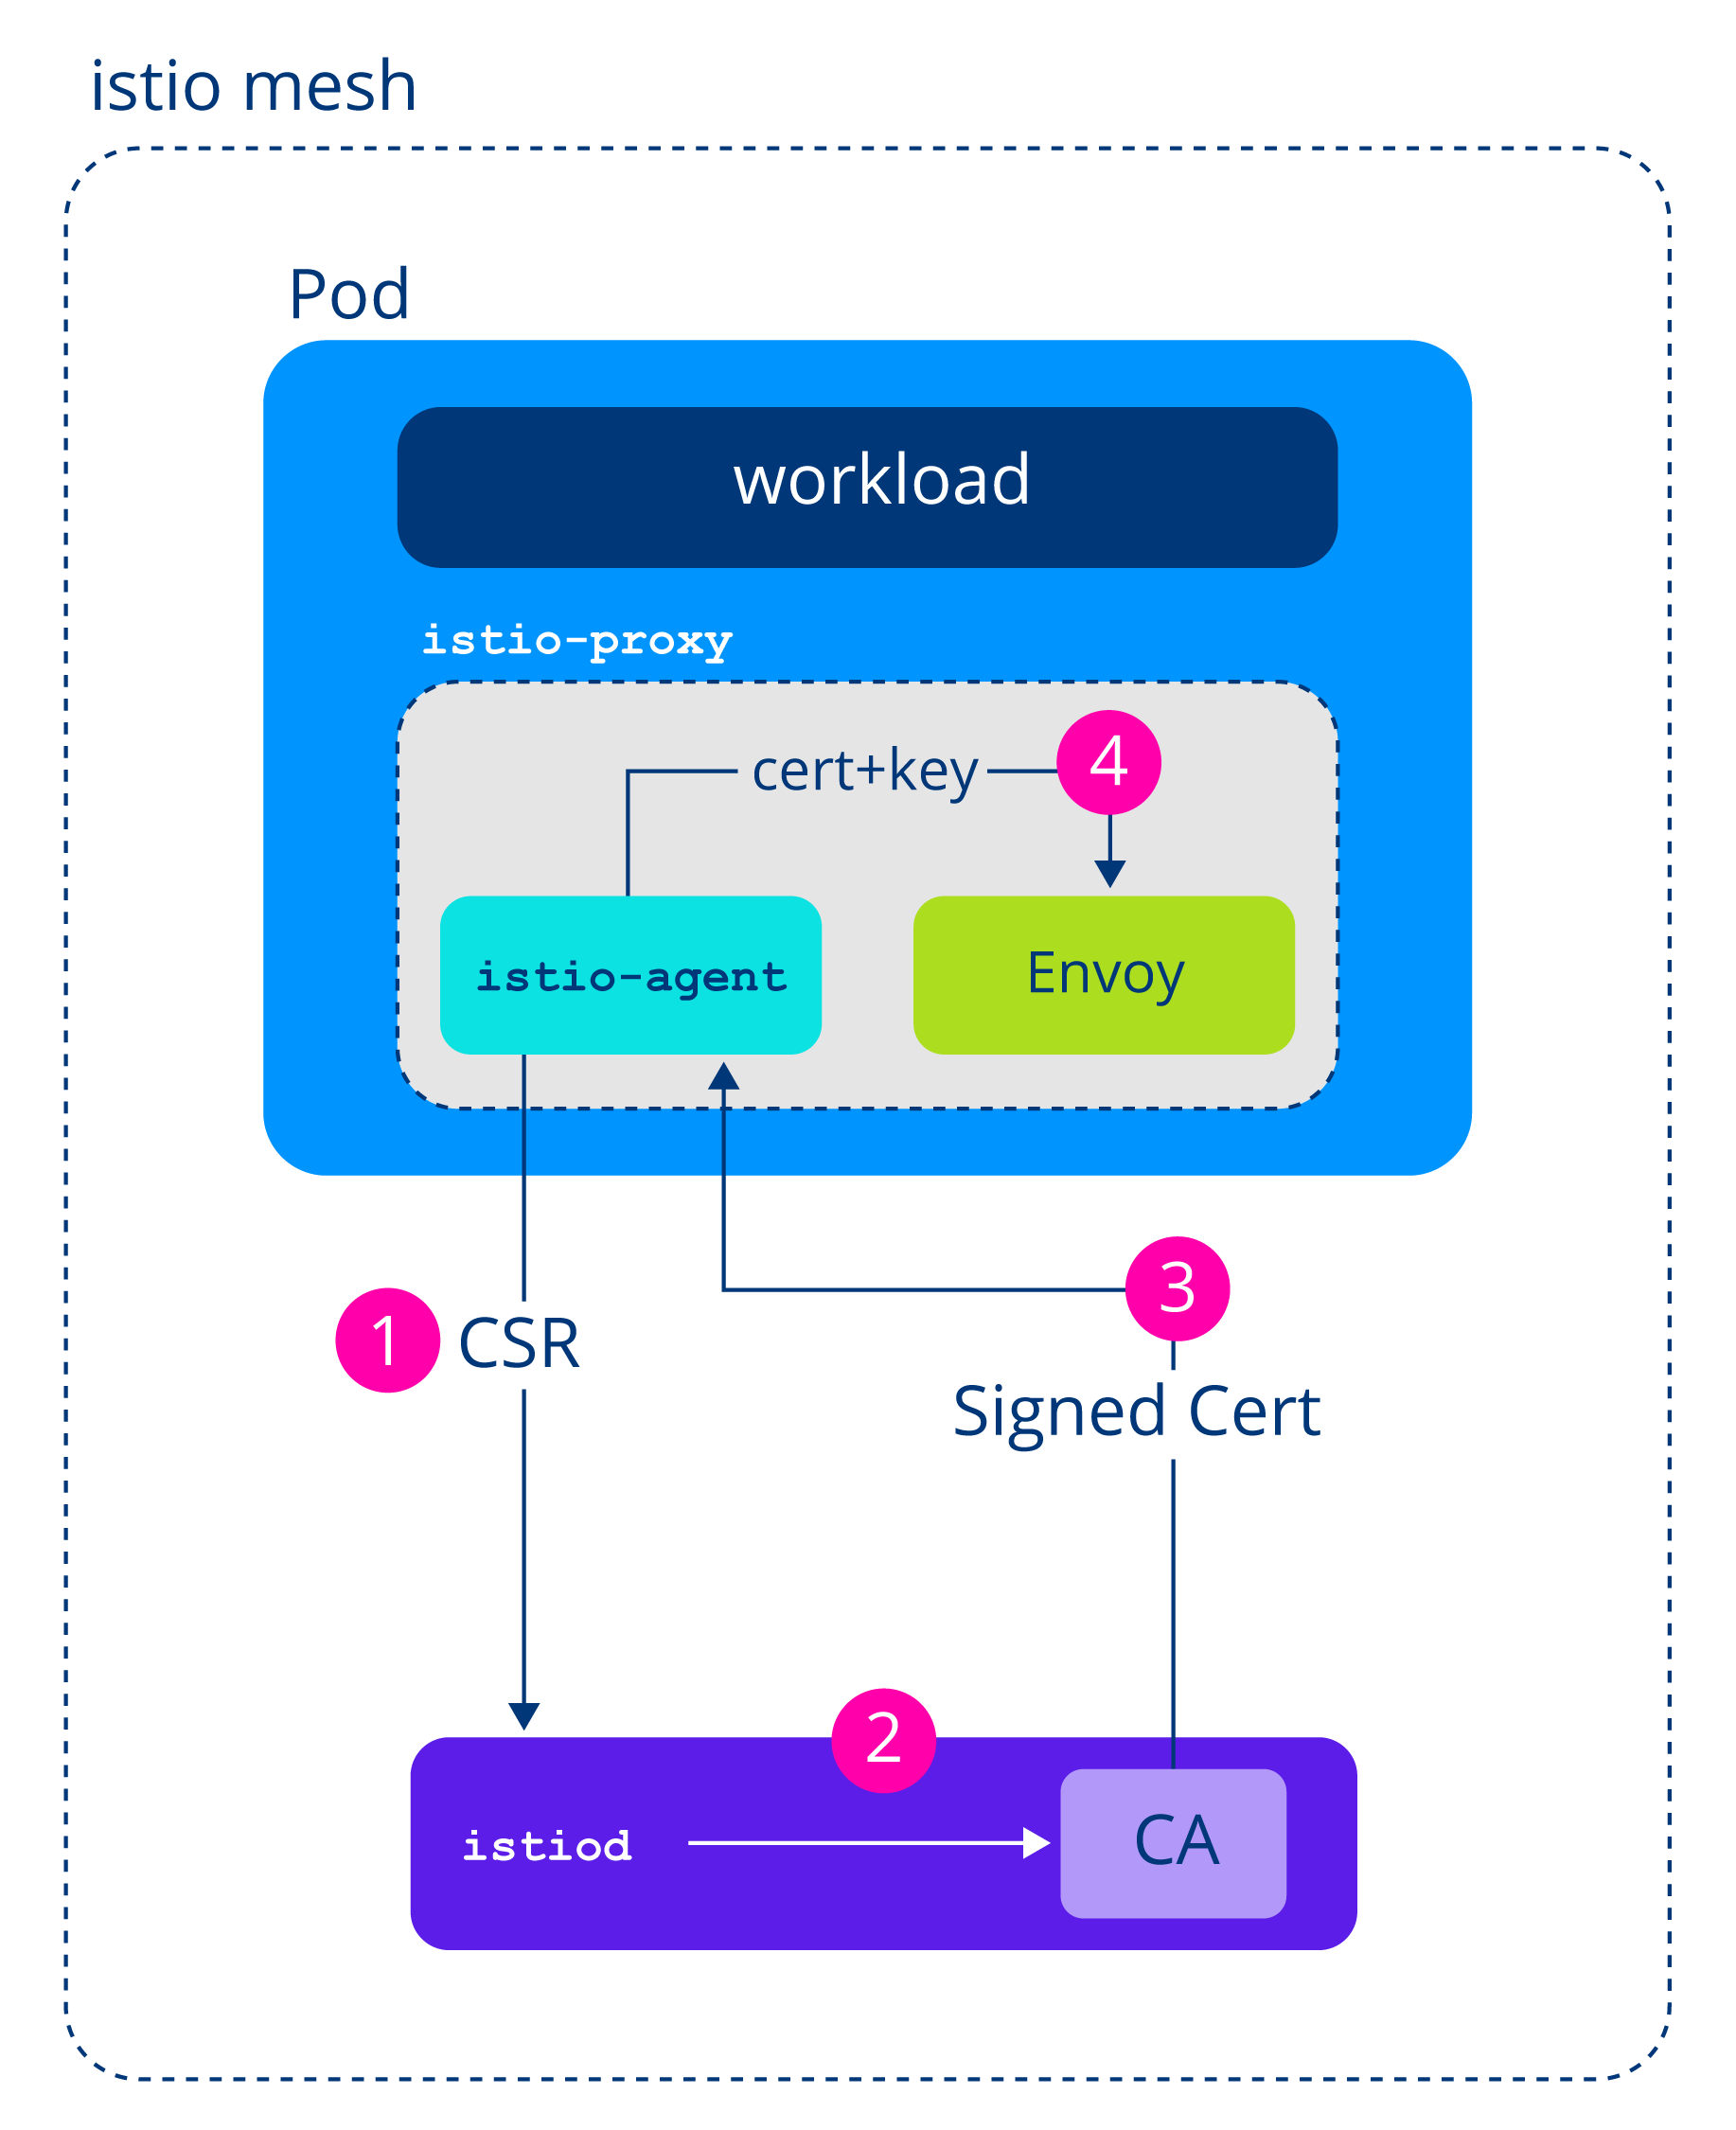 istio mesh
Pod
workload
istio-proxy
cert+key
4
istio-agent
Envoy
3
1 CSR
Signed Cert
2
istiod
CA